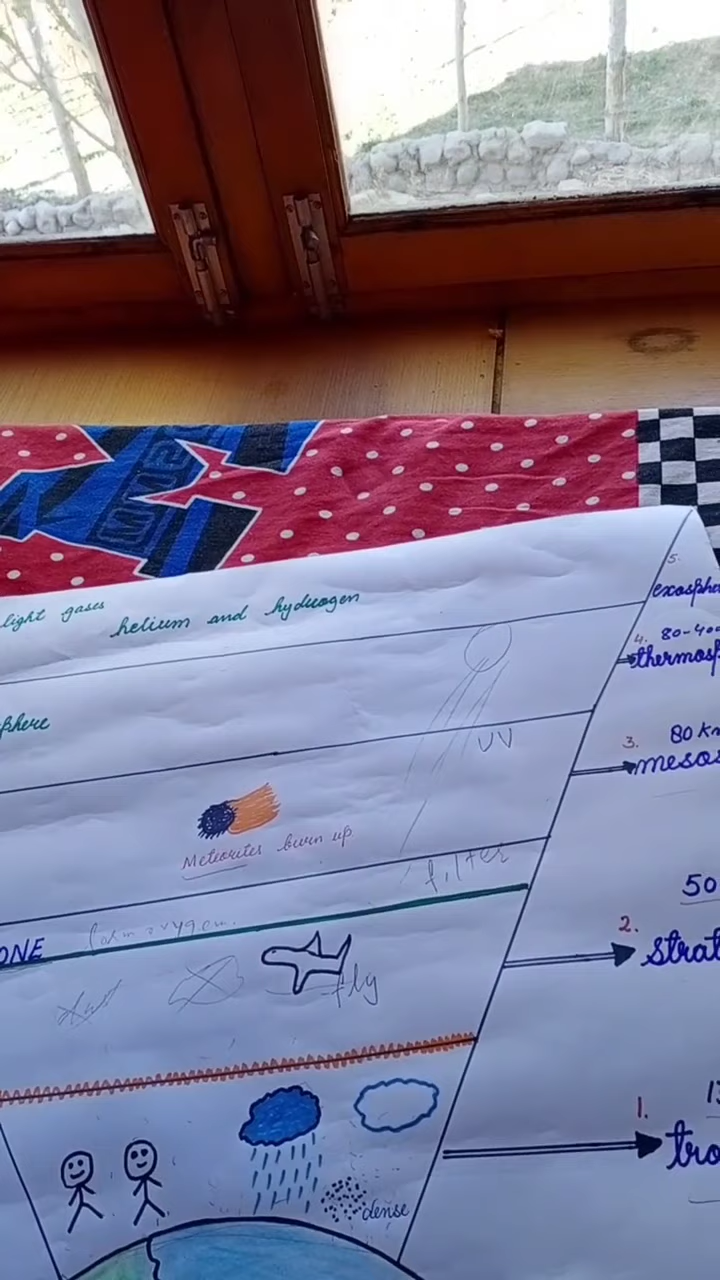 5.
light gases helium and hydrogen
exosphe
4. 80-400
thermosp
sphere
UV
3. 80 km
mesos
Meteorites burn up
filter
50
ONE
2.
strat
fly
1.
tro
dense